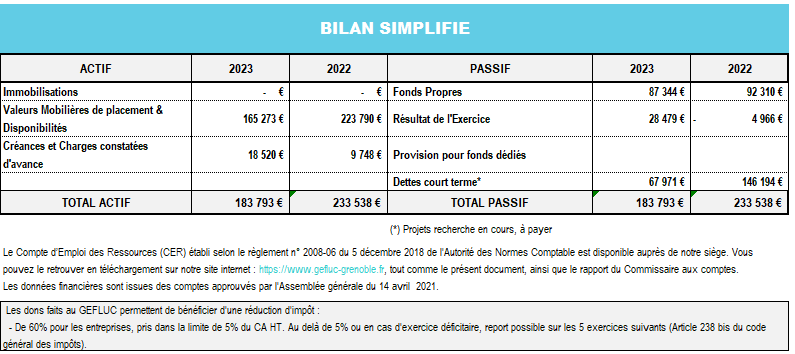 BILAN SIMPLIFIE
ACTIF 2023 2022 PASSIF 2023 2022
Immobilisations - € - € Fonds Propres 87 344 € 92 310 €
Valeurs Mobilières de placement &
Disponibilités 165 273 € 223 790 € Résultat de l'Exercice 28 479 € - 4 966 €
Créances et Charges constatées
d'avance 18 520 € 9 748 € Provision pour fonds dédiés
Dettes court terme* 67 971 € 146 194 €
TOTAL ACTIF 183 793 € 233 538 € TOTAL PASSIF 183 793 € 233 538 €
(*) Projets recherche en cours, à payer
Le Compte d'Emploi des Ressources (CER) établi selon le règlement n° 2008-06 du 5 décembre 2018 de l'Autorité des Normes Comptable est disponible auprès de notre siège. Vous
pouvez le retrouver en téléchargement sur notre site internet : https://www.gefluc-grenoble.fr, tout comme le présent document, ainsi que le rapport du Commissaire aux comptes.
Les données financières sont issues des comptes approuvés par l'Assemblée générale du 14 avril 2021.
Les dons faits au GEFLUC permettent de bénéficier d'une réduction d'impôt :
- De 60% pour les entreprises, pris dans la limite de 5% du CA HT. Au delà de 5% ou en cas d'exercice déficitaire, report possible sur les 5 exercices suivants (Article 238 bis du code
général des impôts).